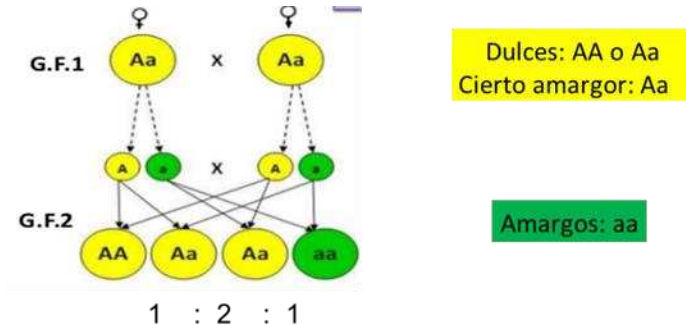 ♀ ♀
G.F.1 Aa x Aa
A a x A a
G.F.2
AA Aa Aa aa
1 : 2 : 1
Dulces: AA o Aa
Cierto amargor: Aa
Amargos: aa